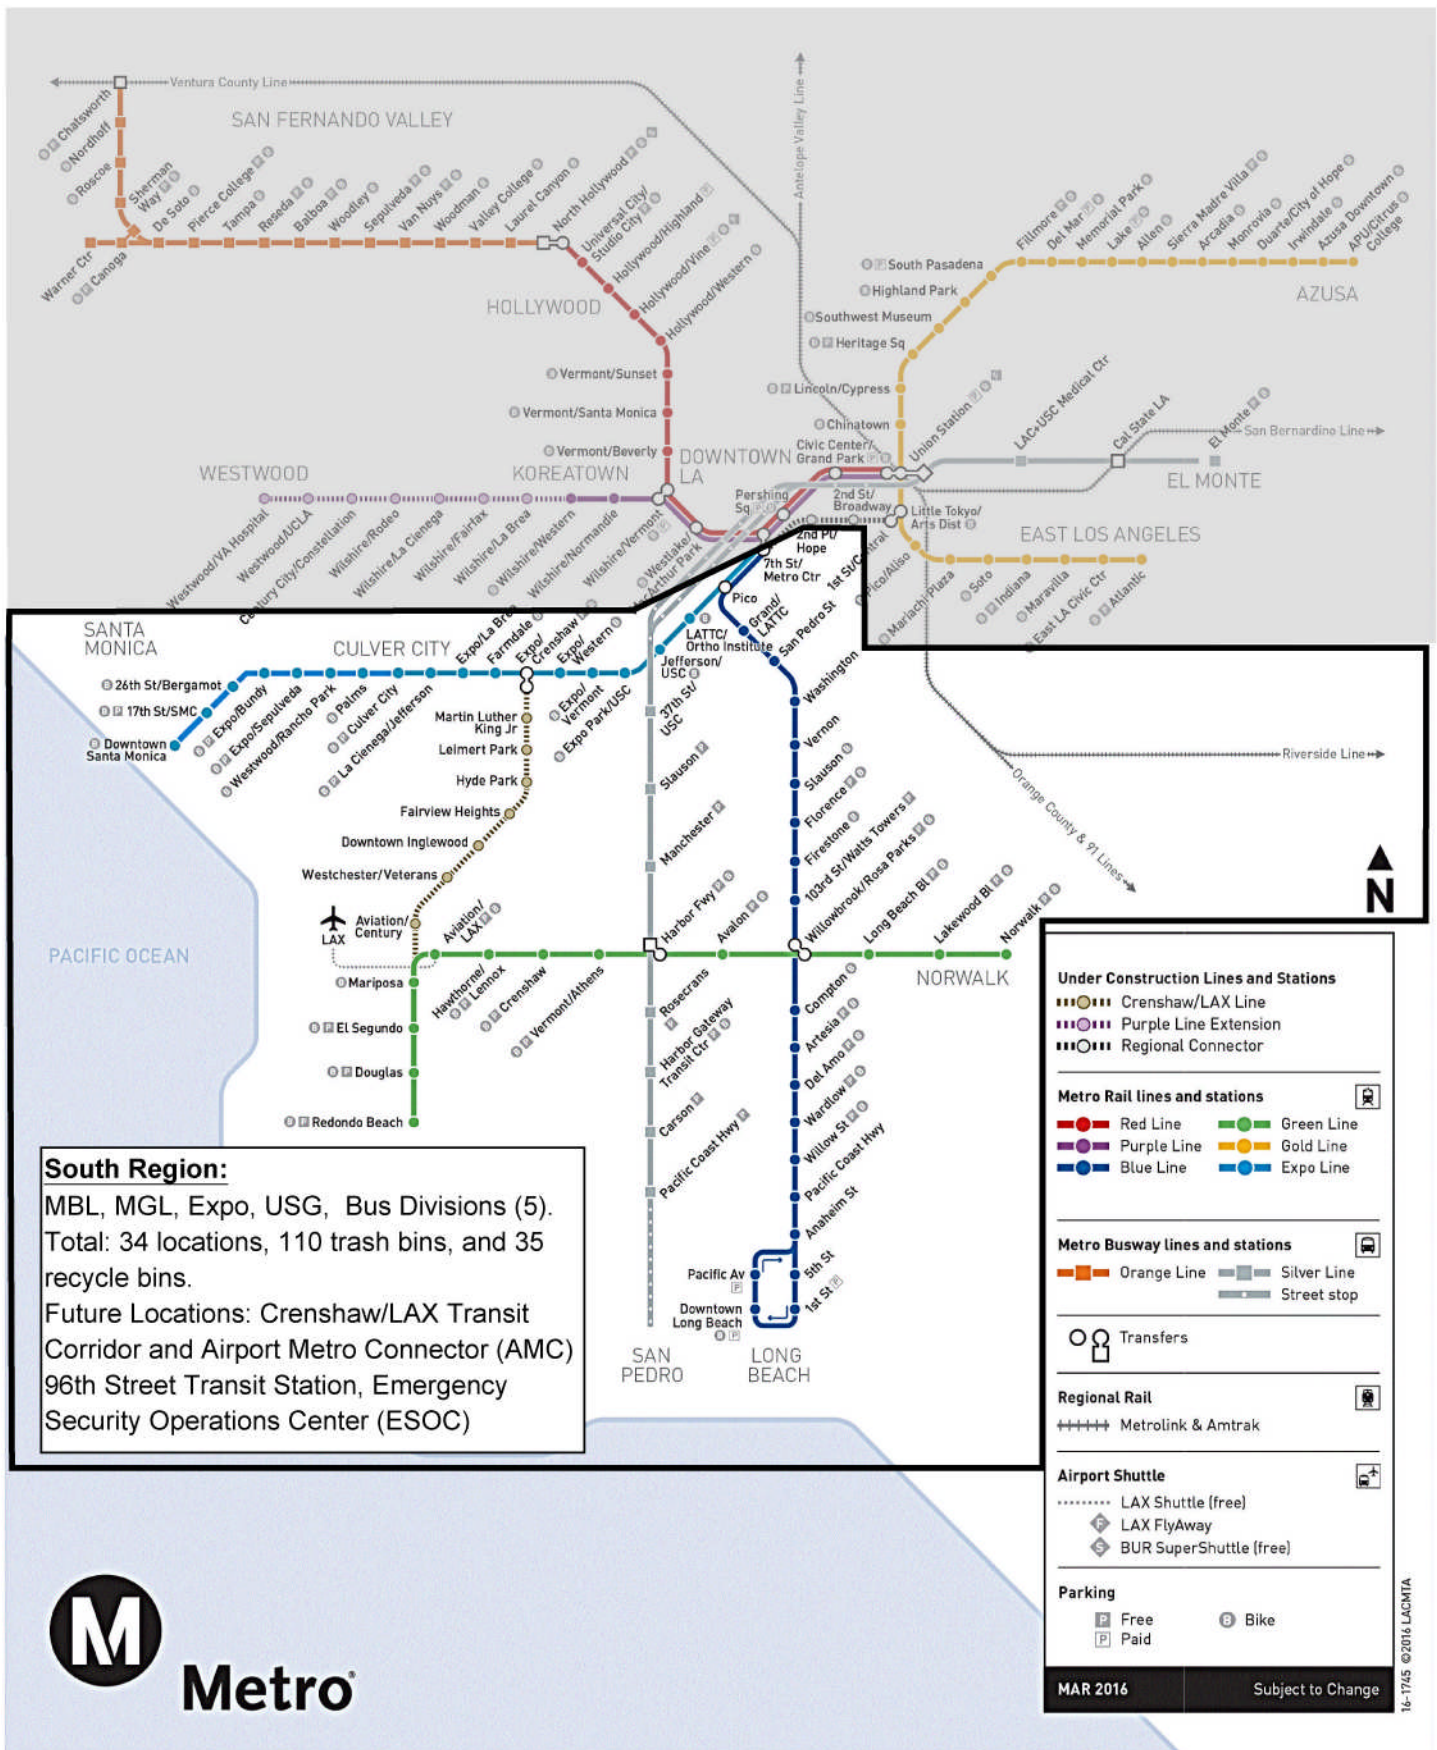 Ventura County Line
SAN FERNANDO VALLEY
Antelope Valley Line
Chatsworth
Nordhoff
Roscoe
Sherman
Way
Warner Ctr
Canoga
De Soto
Pierce College
Tampa
Reseda
Balboa
Woodley
Sepulveda
Van Nuys
Woodman
Valley College
Laurel Canyon
North Hollywood
Universal City/
Studio City
Hollywood/Highland
Hollywood/Vine
Hollywood/Western
HOLLYWOOD
Vermont/Sunset
Vermont/Santa Monica
Vermont/Beverly
Fillmore
Del Mar
Memorial Park
Lake
Allen
Sierra Madre Villa
Arcadia
Monrovia
Duarte/City of Hope
Irwindale
Azusa Downtown
APU/Citrus
College
AZUSA
South Pasadena
Highland Park
Southwest Museum
Heritage Sq
Lincoln/Cypress
Chinatown
Union Station
LAC+USC Medical Ctr
Cal State LA
El Monte
San Bernardino Line
EL MONTE
WESTWOOD
KOREATOWN
DOWNTOWN
LA
Civic Center/
Grand Park
Pershing
Sq
2nd St/
Broadway
Little Tokyo/
Arts Dist
EAST LOS ANGELES
Westwood/VA Hospital
Westwood/UCLA
Century City/Constellation
Wilshire/Rodeo
Wilshire/La Cienega
Wilshire/Fairfax
Wilshire/La Brea
Wilshire/Western
Wilshire/Normandie
Wilshire/Vermont
Westlake/
MacArthur Park
2nd Pl/
Hope
7th St/
Metro Ctr
1st St/Central
Pico/Aliso
Mariachi Plaza
Soto
Indiana
Maravilla
East LA Civic Ctr
Atlantic
SANTA
MONICA
CULVER CITY
26th St/Bergamot
17th St/SMC
Downtown
Santa Monica
Expo/Bundy
Expo/Sepulveda
Westwood/Rancho Park
Palms
Culver City
La Cienega/Jefferson
Expo/La Brea
Farmdale
Expo/
Crenshaw
Expo/
Western
Expo/
Vermont
Expo Park/USC
Jefferson/
USC
LATTC/
Ortho Institute
Pico
Grand/
LATTC
San Pedro St
Washington
Vernon
Slauson
Florence
Firestone
103rd St/Watts Towers
Willowbrook/Rosa Parks
37th St/
USC
Slauson
Manchester
Harbor Fwy
Martin Luther
King Jr
Leimert Park
Hyde Park
Fairview Heights
Downtown Inglewood
Westchester/Veterans
Aviation/
Century
LAX
Aviation/
LAX
Riverside Line
Orange County & 91 Lines
N
PACIFIC OCEAN
Mariposa
El Segundo
Douglas
Redondo Beach
Hawthorne/
Lennox
Crenshaw
Vermont/Athens
Avalon
Long Beach Bl
Lakewood Bl
Norwalk
NORWALK
Rosecrans
Harbor Gateway
Transit Ctr
Carson
Pacific Coast Hwy
Compton
Artesia
Del Amo
Wardlow
Willow St
Pacific Coast Hwy
Anaheim St
5th St
1st St
Pacific Av
Downtown
Long Beach
SAN
PEDRO
LONG
BEACH
South Region:
MBL, MGL, Expo, USG, Bus Divisions (5).
Total: 34 locations, 110 trash bins, and 35
recycle bins.
Future Locations: Crenshaw/LAX Transit
Corridor and Airport Metro Connector (AMC)
96th Street Transit Station, Emergency
Security Operations Center (ESOC)
Under Construction Lines and Stations
Crenshaw/LAX Line
Purple Line Extension
Regional Connector
Metro Rail lines and stations
Red Line
Green Line
Purple Line
Gold Line
Blue Line
Expo Line
Metro Busway lines and stations
Orange Line
Silver Line
Street stop
Transfers
Regional Rail
Metrolink & Amtrak
Airport Shuttle
LAX Shuttle (free)
F LAX FlyAway
S BUR SuperShuttle (free)
Parking
P Free
B Bike
P Paid
MAR 2016
Subject to Change
16-1745 ©2016 LACMTA
M
Metro